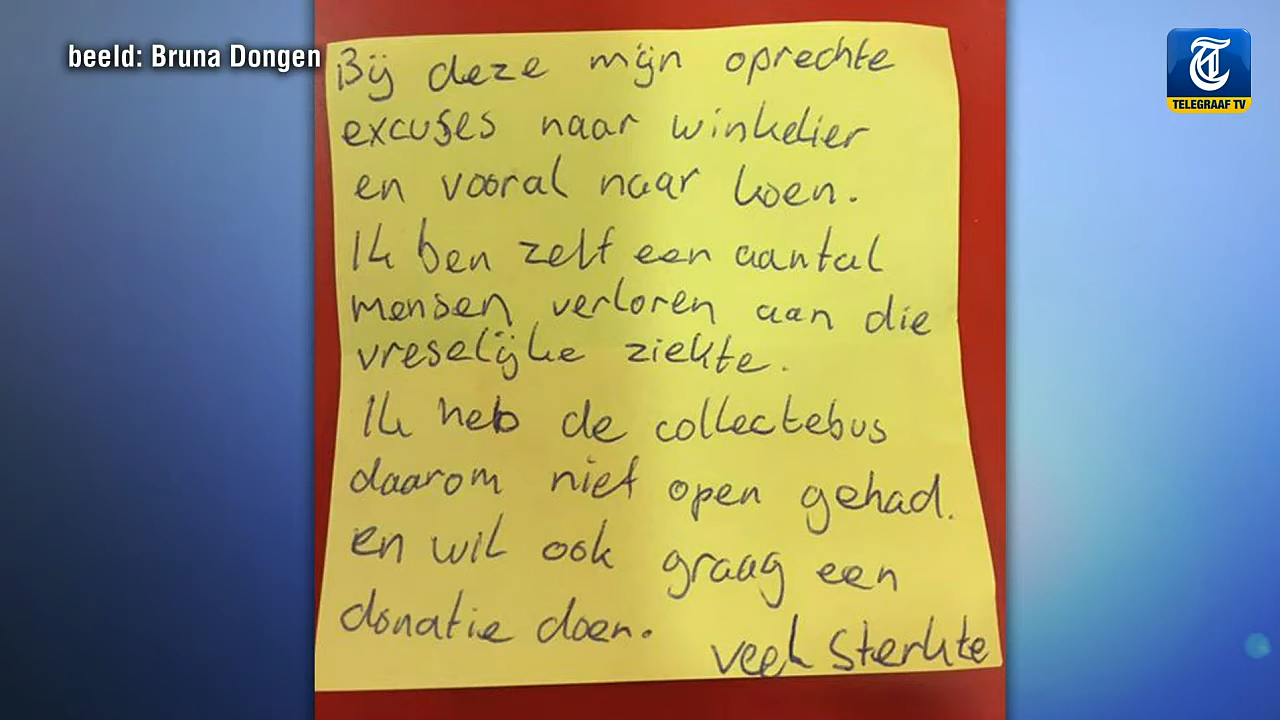 beeld: Bruna Dongen
TELEGRAAF TV
Bij deze mijn oprechte
excuses naar winkelier
en vooral naar Koen.
Ik ben zelf een aantal
mensen verloren aan die
vreselijke ziekte.
Ik heb de collectebus
daarom niet open gehad.
en wil ook graag een
donatie doen.
veel sterkte